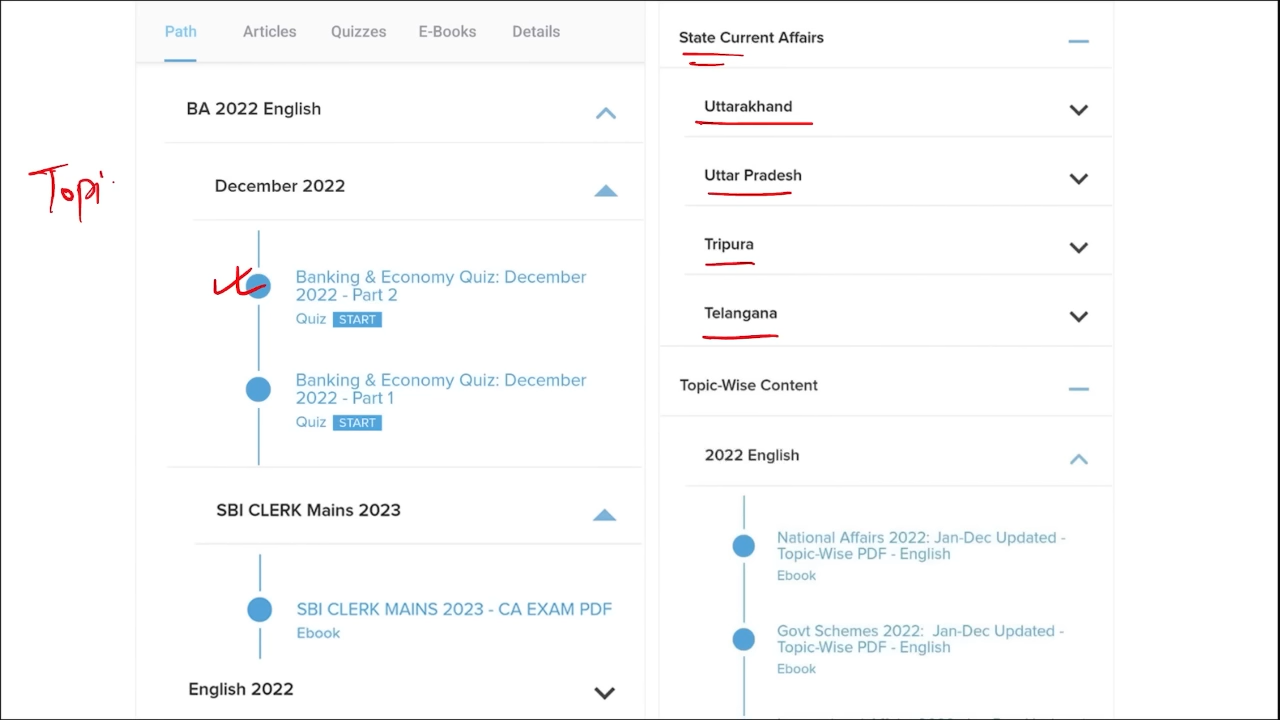 Path Articles Quizzes E-Books Details
BA 2022 English
December 2022
Topi
Banking & Economy Quiz: December
2022 - Part 2
Quiz START
Banking & Economy Quiz: December
2022 - Part 1
Quiz START
SBI CLERK Mains 2023
SBI CLERK MAINS 2023 - CA EXAM PDF
Ebook
English 2022
State Current Affairs
Uttarakhand
Uttar Pradesh
Tripura
Telangana
Topic-Wise Content
2022 English
National Affairs 2022: Jan-Dec Updated -
Topic-Wise PDF - English
Ebook
Govt Schemes 2022: Jan-Dec Updated -
Topic-Wise PDF - English
Ebook